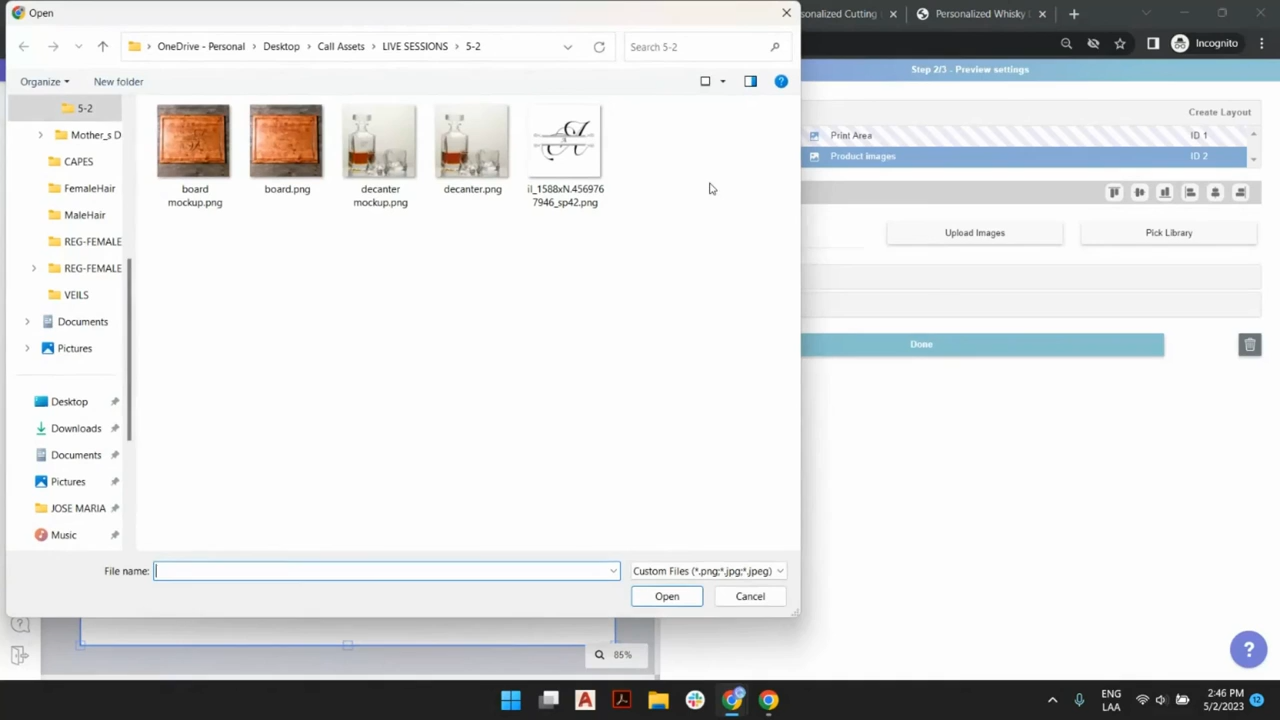 Open
OneDrive - Personal
Desktop
Call Assets
LIVE SESSIONS
5-2
Search 5-2
Organize
New folder
5-2
Mother_s D
CAPES
FemaleHair
MaleHair
REG-FEMALE
REG-FEMALE
VEILS
Documents
Pictures
Desktop
Downloads
Documents
Pictures
JOSE MARIA
Music
board
mockup.png
board.png
decanter
mockup.png
decanter.png
il_1588xN.456976
7946_sp42.png
File name:
Custom Files (*.png;*.jpg;*.jpeg)
Open
Cancel
sonalized Cutting
Personalized Whisky
Incognito
Step 2/3 - Preview settings
Create Layout
Print Area
ID 1
Product images
ID 2
Upload Images
Pick Library
Done
85%
ENG
LAA
2:46 PM
5/2/2023
12